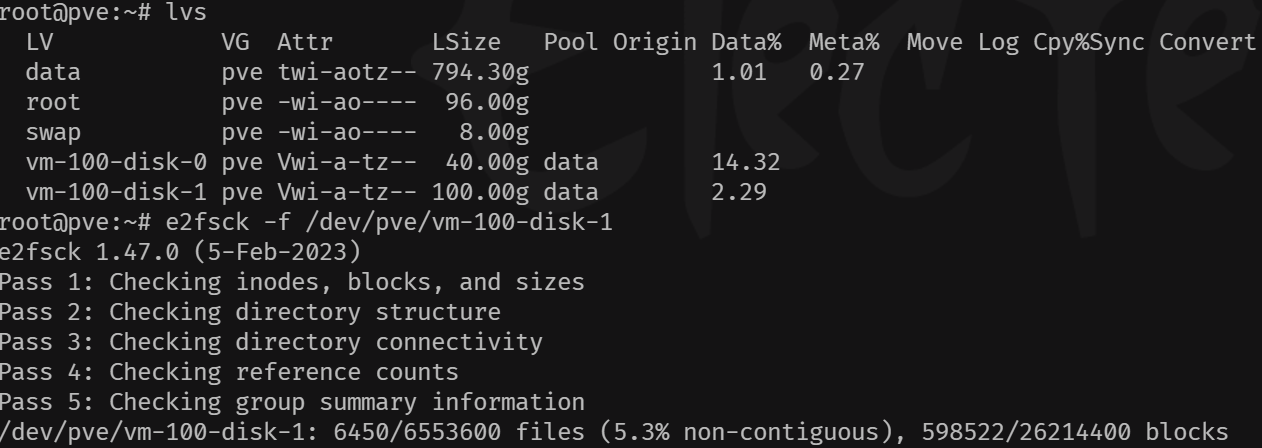 root@pve:~# lvs
  LV            VG  Attr       LSize   Pool Origin Data%  Meta%  Move Log Cpy%Sync Convert
  data          pve twi-aotz-- 794.30g             1.01   0.27
  root          pve -wi-ao----  96.00g
  swap          pve -wi-ao----   8.00g
  vm-100-disk-0 pve Vwi-a-tz--  40.00g data        14.32
  vm-100-disk-1 pve Vwi-a-tz-- 100.00g data        2.29
root@pve:~# e2fsck -f /dev/pve/vm-100-disk-1
e2fsck 1.47.0 (5-Feb-2023)
Pass 1: Checking inodes, blocks, and sizes
Pass 2: Checking directory structure
Pass 3: Checking directory connectivity
Pass 4: Checking reference counts
Pass 5: Checking group summary information
/dev/pve/vm-100-disk-1: 6450/6553600 files (5.3% non-contiguous), 598522/26214400 blocks